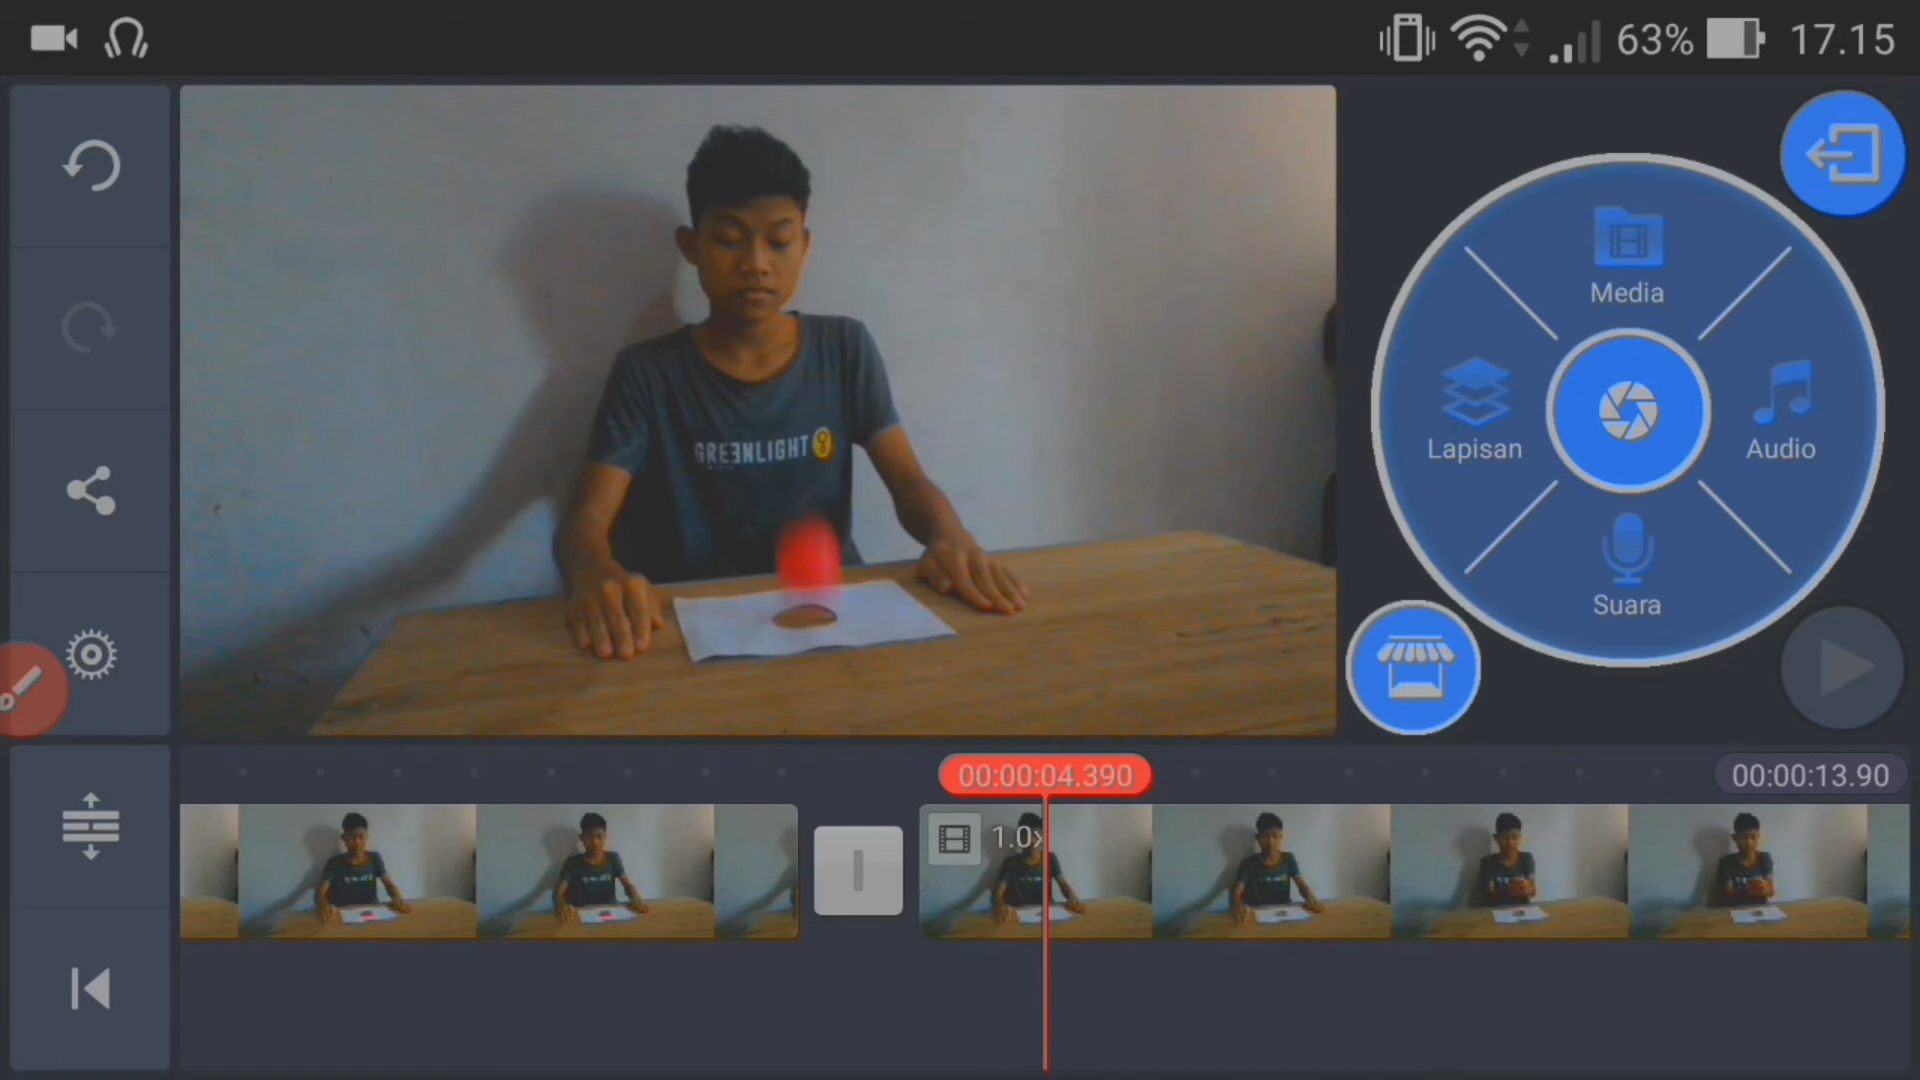 63% 17.15
Media
Lapisan
Audio
Suara
GREENLIGHT
00:00:04.390
00:00:13.90
1.0x